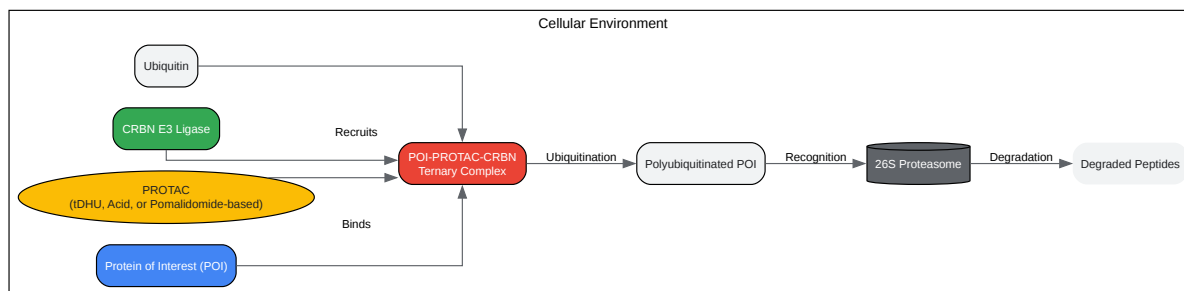 Cellular Environment
Ubiquitin
CRBN E3 Ligase
Recruits
POI-PROTAC-CRBN
Ternary Complex
Ubiquitination
Polyubiquitinated POI
Recognition
26S Proteasome
Degradation
Degraded Peptides
PROTAC
(tDHU, Acid, or Pomalidomide-based)
Binds
Protein of Interest (POI)